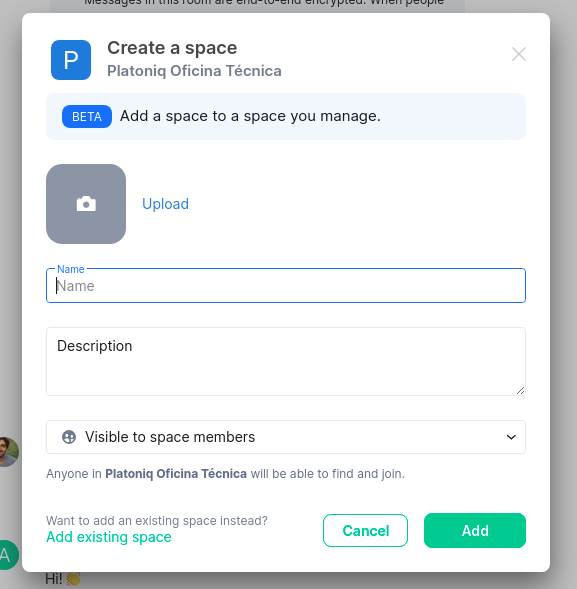 Messages in this room are end-to-end encrypted. When people
P
Create a space
Platoniq Oficina Técnica
BETA Add a space to a space you manage.
Upload
Name
Name
Description
Visible to space members
Anyone in Platoniq Oficina Técnica will be able to find and join.
Want to add an existing space instead?
Add existing space
Cancel
Add
A
Hi! 👏